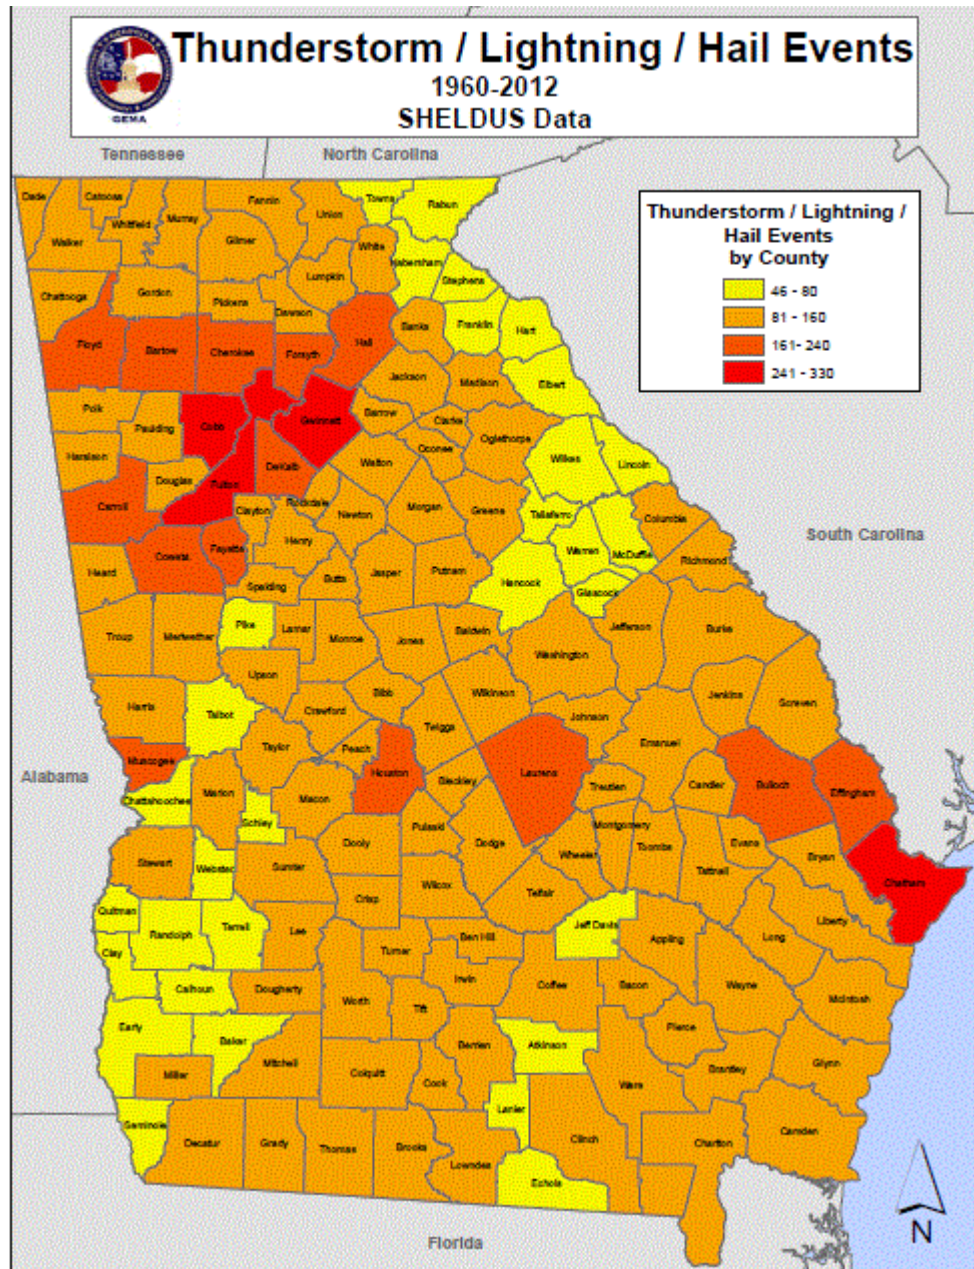 Thunderstorm / Lightning / Hail Events
1960-2012
SHELDUS Data
GEMA
Tennessee
North Carolina
Thunderstorm / Lightning /
Hail Events
by County
46 - 80
81 - 160
161- 240
241 - 330
Dade
Catoosa
Whitfield
Murray
Fannin
Union
Towns
Rabun
Walker
Gilmer
White
Habersham
Lumpkin
Stephens
Chattooga
Gordon
Pickens
Dawson
Franklin
Hart
Floyd
Bartow
Cherokee
Forsyth
Hall
Banks
Jackson
Madison
Elbert
Polk
Paulding
Cobb
Gwinnett
Barrow
Clarke
Oconee
Oglethorpe
Haralson
Douglas
Fulton
DeKalb
Walton
Wilkes
Lincoln
Carroll
Clayton
Rockdale
Newton
Morgan
Greene
Taliaferro
Columbia
Coweta
Fayette
Henry
Warren
McDuffie
Richmond
South Carolina
Heard
Spalding
Butts
Jasper
Putnam
Hancock
Glascock
Troup
Meriwether
Pike
Lamar
Monroe
Jones
Baldwin
Jefferson
Burke
Washington
Upson
Harris
Talbot
Crawford
Bibb
Wilkinson
Jenkins
Screven
Twiggs
Johnson
Emanuel
Muscogee
Taylor
Peach
Houston
Laurens
Alabama
Bleckley
Treutlen
Candler
Bulloch
Effingham
Chattahoochee
Marion
Macon
Schley
Pulaski
Dodge
Montgomery
Dooly
Wheeler
Toombs
Evans
Bryan
Stewart
Webster
Sumter
Wilcox
Telfair
Tattnall
Chatham
Crisp
Quitman
Randolph
Terrell
Lee
Turner
Ben Hill
Jeff Davis
Appling
Long
Liberty
Clay
Calhoun
Dougherty
Worth
Irwin
Tift
Coffee
Bacon
Wayne
McIntosh
Early
Baker
Mitchell
Berrien
Atkinson
Pierce
Brantley
Glynn
Miller
Colquitt
Cook
Ware
Seminole
Decatur
Grady
Thomas
Brooks
Lanier
Clinch
Charlton
Camden
Lowndes
Echols
Florida
N